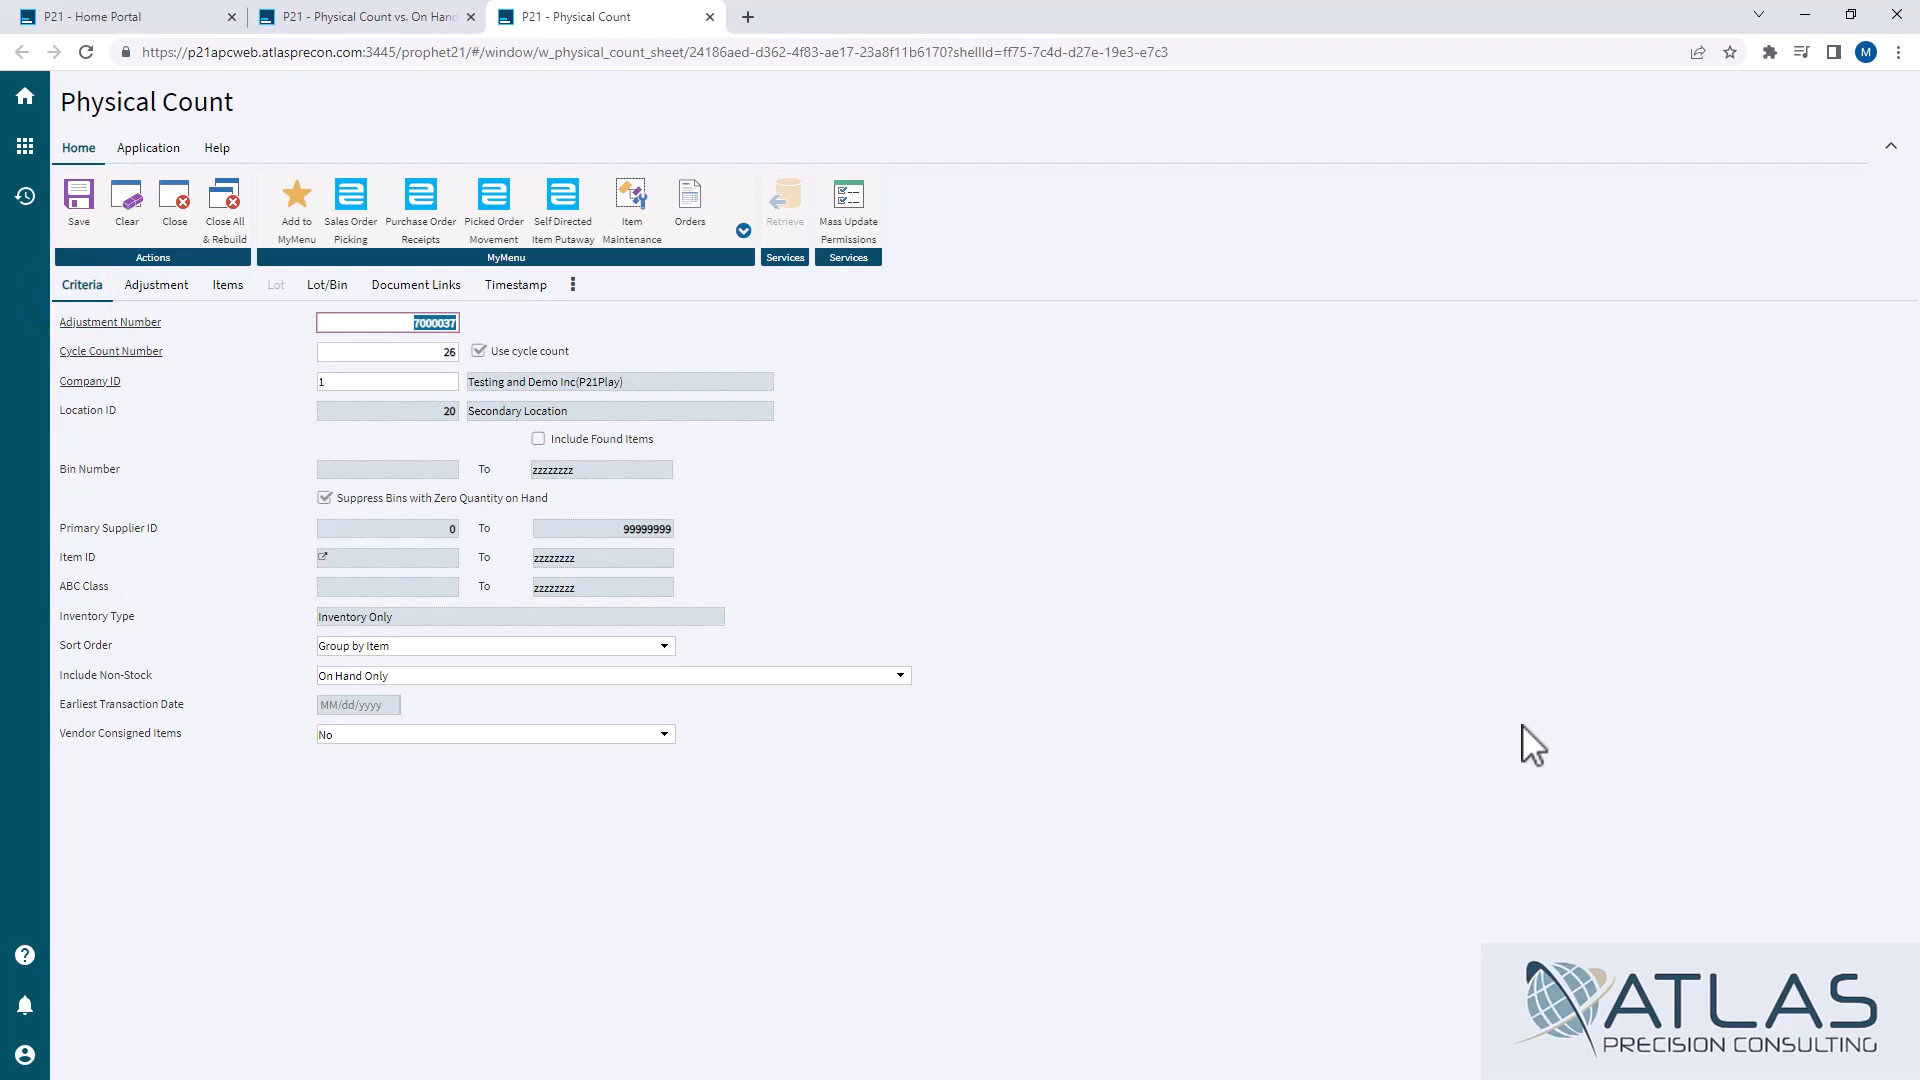 P21 - Home Portal
P21 - Physical Count vs. On Hand
P21 - Physical Count
https://p21apcweb.atlasprecon.com:3445/prophet21/#/window/w_physical_count_sheet/24186aed-d362-4f83-ae17-23a8f11b6170?shellId=ff75-7c4d-d27e-19e3-e7c3
M
Physical Count
Home Application Help
Save Clear Close Close All & Rebuild
Add to MyMenu Sales Order Picking Purchase Order Receipts Picked Order Movement Self Directed Item Putaway Item Maintenance Orders
Retrieve
Mass Update Permissions
Actions MyMenu Services Services
Criteria Adjustment Items Lot Lot/Bin Document Links Timestamp
Adjustment Number 7000037
Cycle Count Number 26 Use cycle count
Company ID 1 Testing and Demo Inc(P21Play)
Location ID 20 Secondary Location
Include Found Items
Bin Number To zzzzzzzz
Suppress Bins with Zero Quantity on Hand
Primary Supplier ID 0 To 99999999
Item ID To zzzzzzzz
ABC Class To zzzzzzzz
Inventory Type Inventory Only
Sort Order Group by Item
Include Non-Stock On Hand Only
Earliest Transaction Date MM/dd/yyyy
Vendor Consigned Items No
ATLAS
PRECISION CONSULTING